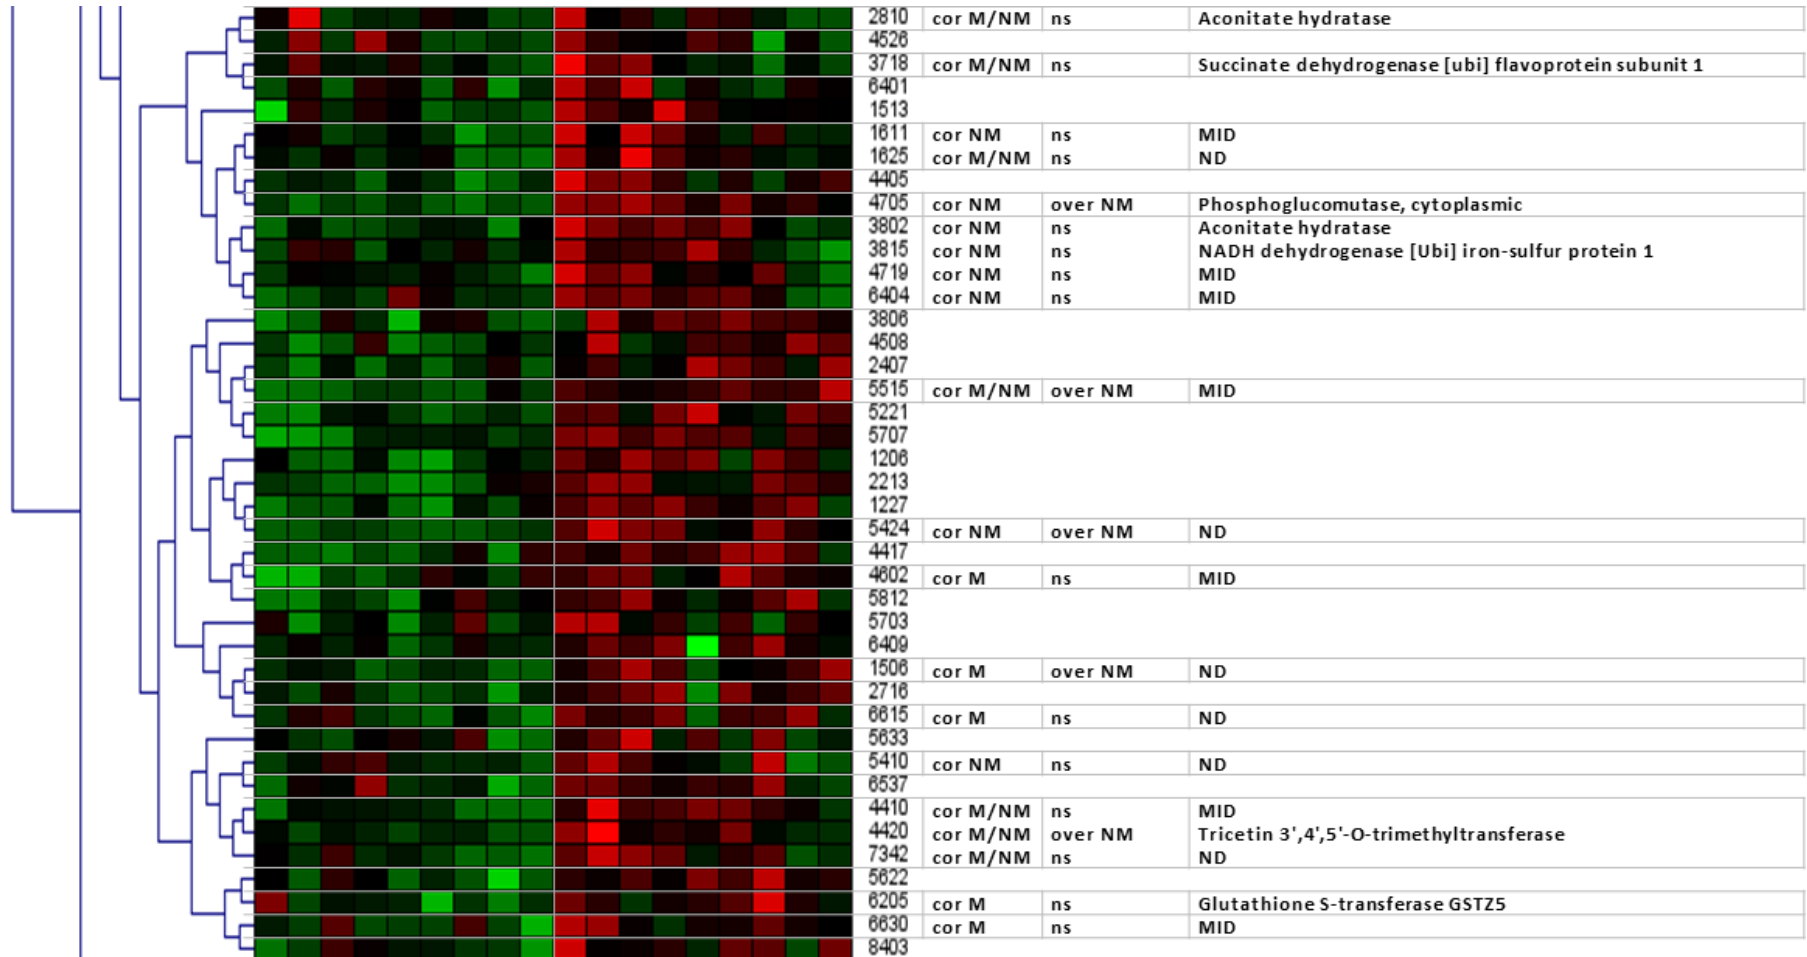 2810 cor M/NM ns Aconitate hydratase
4526
3718 cor M/NM ns Succinate dehydrogenase [ubi] flavoprotein subunit 1
6401
1513
1611 cor NM ns MID
1625 cor M/NM ns ND
4405
4705 cor NM over NM Phosphoglucomutase, cytoplasmic
3802 cor NM ns Aconitate hydratase
3815 cor NM ns NADH dehydrogenase [Ubi] iron-sulfur protein 1
4719 cor NM ns MID
6404 cor NM ns MID
3806
4508
2407
5515 cor M/NM over NM MID
5221
5707
1206
2213
1227
5424 cor NM over NM ND
4417
4602 cor M ns MID
5812
5703
6409
1506 cor M over NM ND
2716
6615 cor M ns ND
5633
5410 cor NM ns ND
6537
4410 cor M/NM ns MID
4420 cor M/NM over NM Tricetin 3',4',5'-O-trimethyltransferase
7342 cor M/NM ns ND
5622
6205 cor M ns Glutathione S-transferase GSTZ5
6630 cor M ns MID
8403